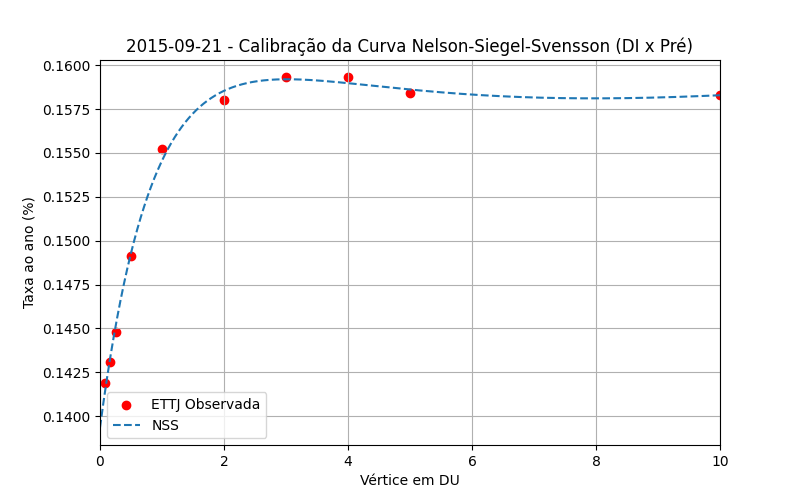 2015-09-21 - Calibração da Curva Nelson-Siegel-Svensson (DI x Pré)
Taxa ao ano (%)
0.1600
0.1575
0.1550
0.1525
0.1500
0.1475
0.1450
0.1425
0.1400
ETTJ Observada
NSS
0 2 4 6 8 10
Vértice em DU